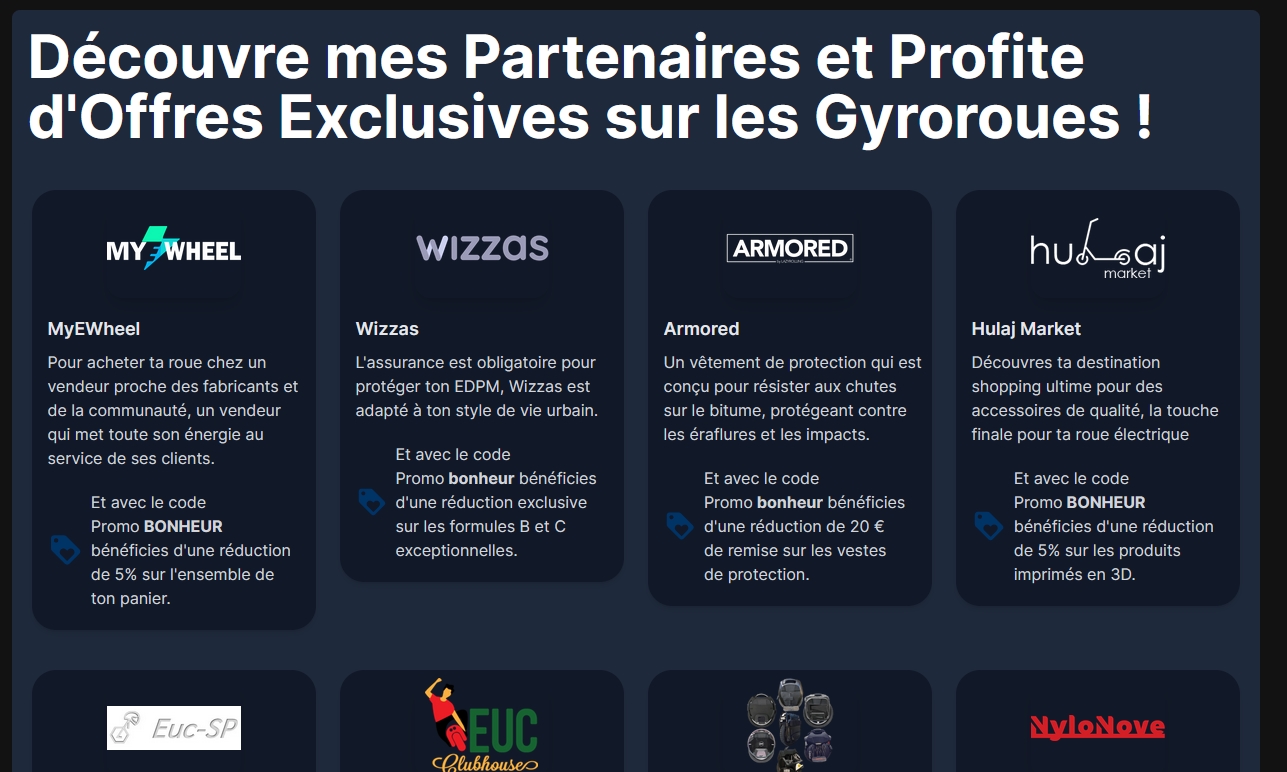 Découvre mes Partenaires et Profite
d'Offres Exclusives sur les Gyroroues !
MY EWHEEL
WIZZAS
ARMORED
hulaj
market
MyEWheel
Pour acheter ta roue chez un
vendeur proche des fabricants et
de la communauté, un vendeur
qui met toute son énergie au
service de ses clients.
Et avec le code
Promo BONHEUR
bénéficies d'une réduction
de 5% sur l'ensemble de
ton panier.
Wizzas
L'assurance est obligatoire pour
protéger ton EDPM, Wizzas est
adapté à ton style de vie urbain.
Et avec le code
Promo bonheur bénéficies
d'une réduction exclusive
sur les formules B et C
exceptionnelles.
Armored
Un vêtement de protection qui est
conçu pour résister aux chutes
sur le bitume, protégeant contre
les éraflures et les impacts.
Et avec le code
Promo bonheur bénéficies
d'une réduction de 20 €
de remise sur les vestes
de protection.
Hulaj Market
Découvres ta destination
shopping ultime pour des
accessoires de qualité, la touche
finale pour ta roue électrique
Et avec le code
Promo BONHEUR
bénéficies d'une réduction
de 5% sur les produits
imprimés en 3D.
Euc-SP
EUC
Clubhouse
NyloNove